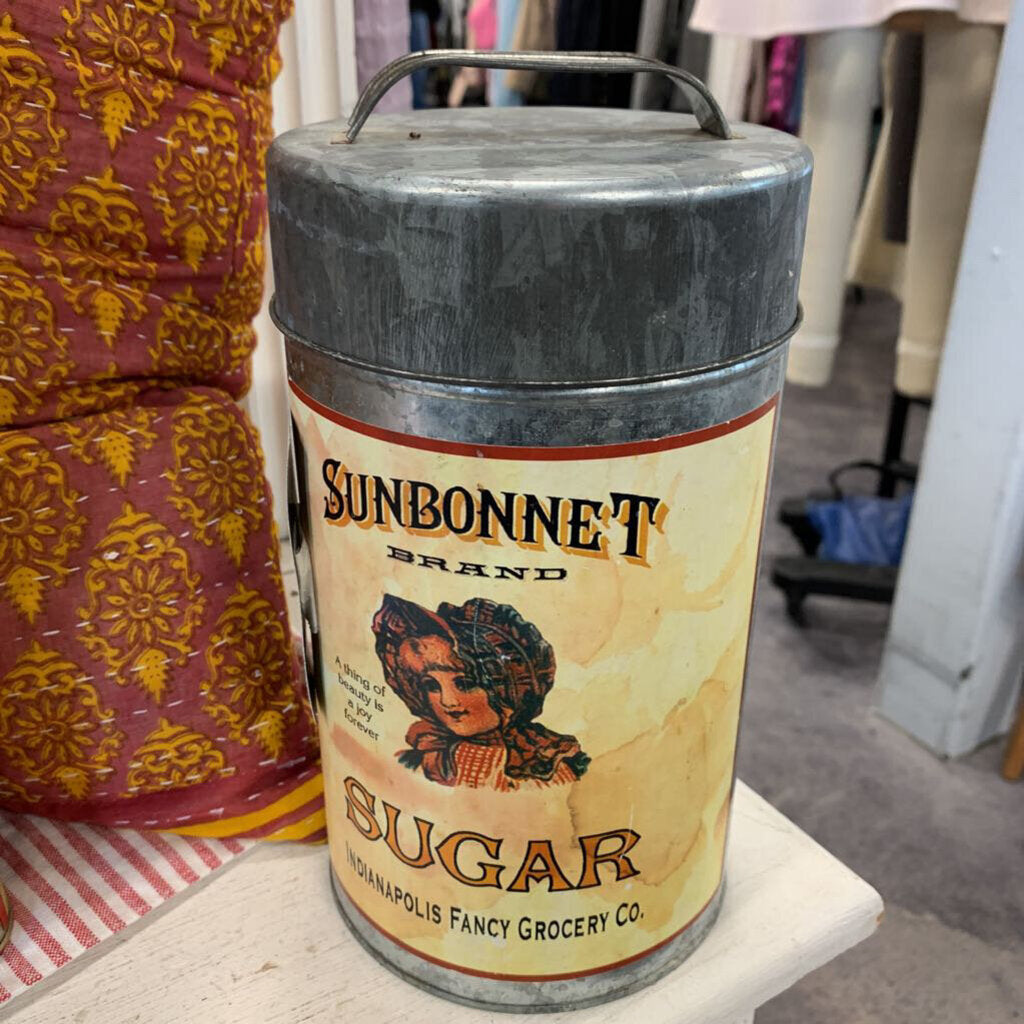 SUNBONNET
BRAND
A thing of
beauty is
a joy
forever
SUGAR
INDIANAPOLIS FANCY GROCERY CO.